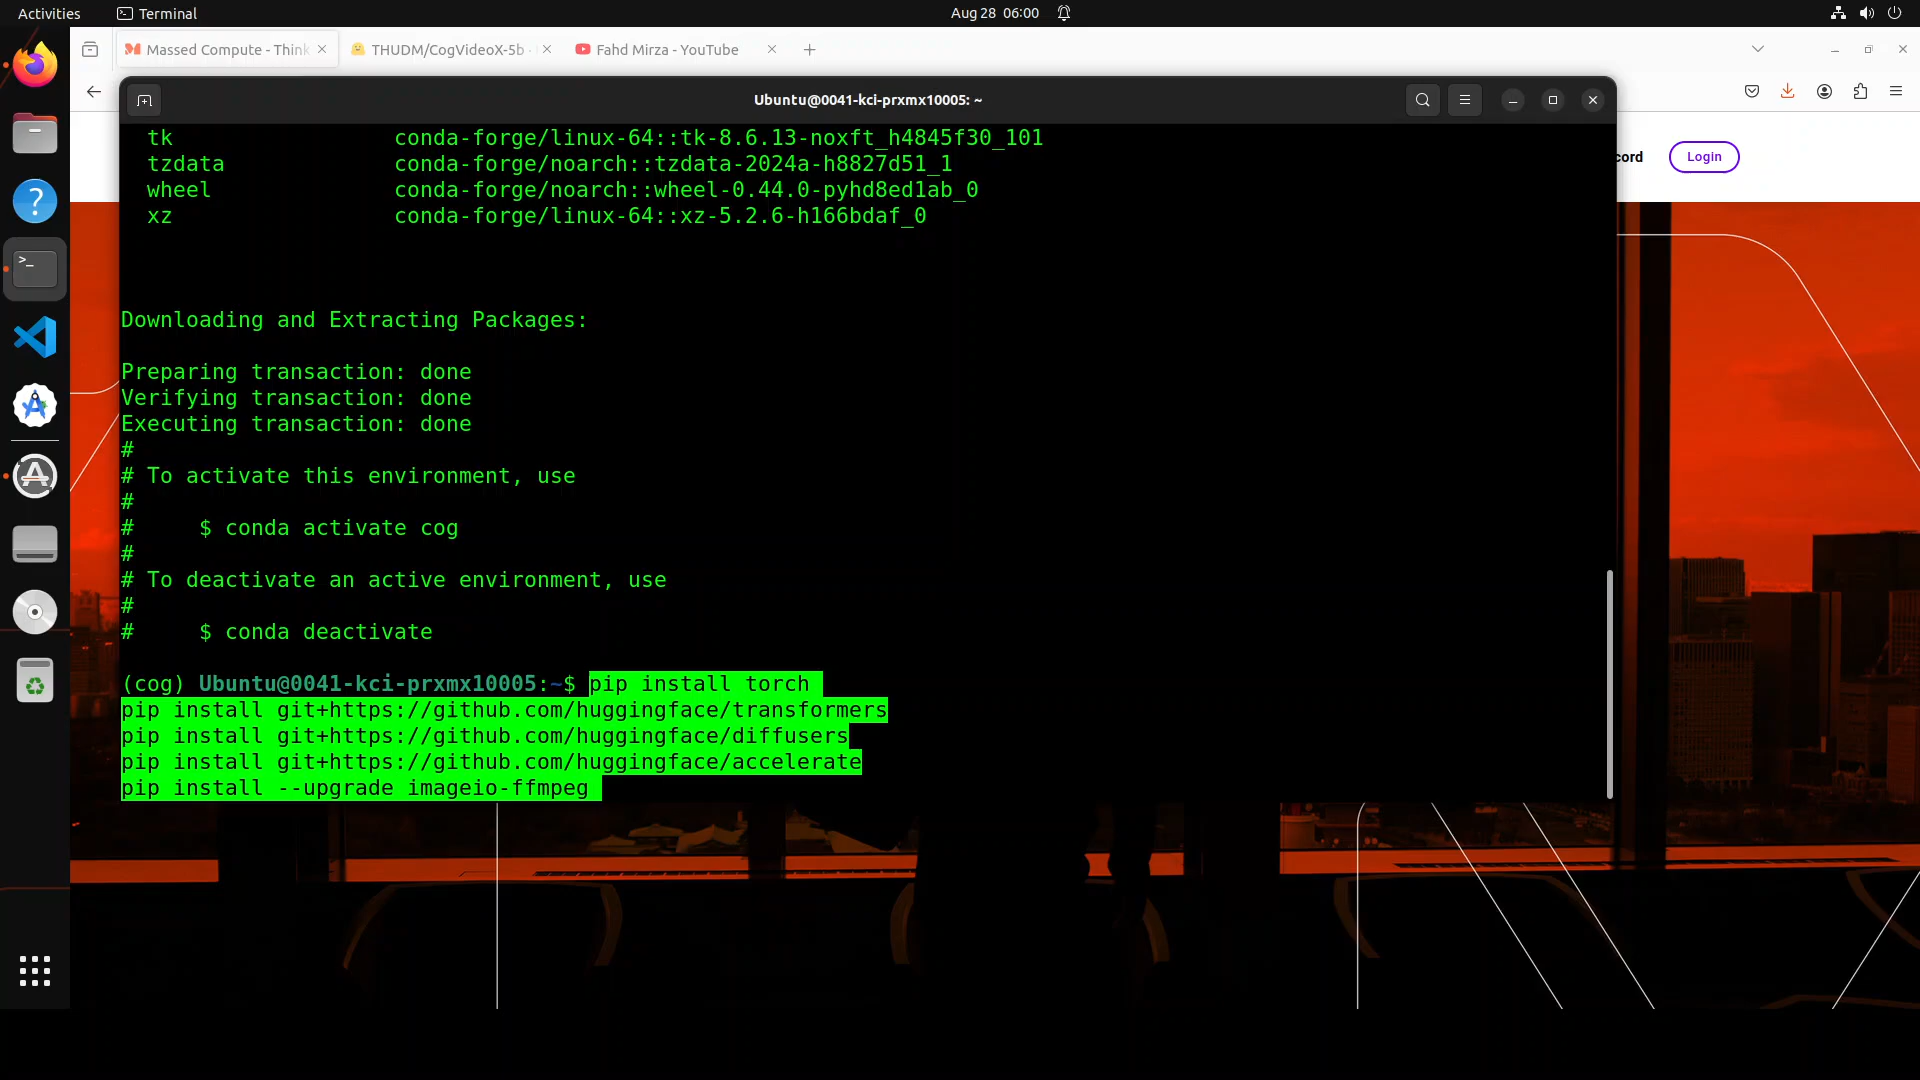 Activities
Terminal
Aug 28 06:00
Massed Compute - Think
THUDM/CogVideoX-5b ·
Fahd Mirza - YouTube
Ubuntu@0041-kci-prxmx10005: ~
cord
Login
tk conda-forge/linux-64::tk-8.6.13-noxft_h4845f30_101
tzdata conda-forge/noarch::tzdata-2024a-h8827d51_1
wheel conda-forge/noarch::wheel-0.44.0-pyhd8ed1ab_0
xz conda-forge/linux-64::xz-5.2.6-h166bdaf_0
Downloading and Extracting Packages:
Preparing transaction: done
Verifying transaction: done
Executing transaction: done
#
# To activate this environment, use
#
# $ conda activate cog
#
# To deactivate an active environment, use
#
# $ conda deactivate
(cog) Ubuntu@0041-kci-prxmx10005:~$ pip install torch
pip install git+https://github.com/huggingface/transformers
pip install git+https://github.com/huggingface/diffusers
pip install git+https://github.com/huggingface/accelerate
pip install --upgrade imageio-ffmpeg